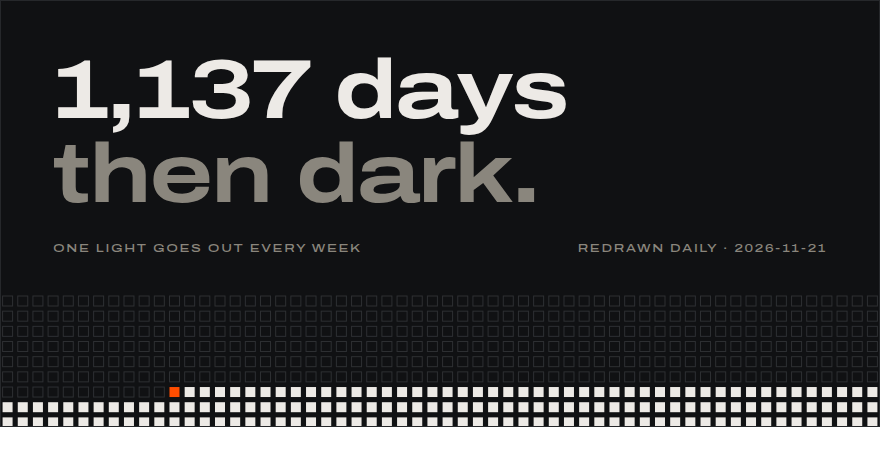 1,137 days
then dark.
ONE LIGHT GOES OUT EVERY WEEK
REDRAWN DAILY · 2026-11-21